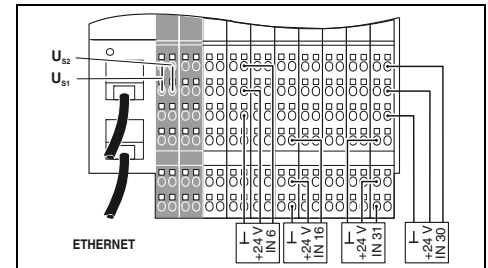 US2
US1
ETHERNET
⊥ +24 V IN 6
⊥ +24 V IN 16
⊥ +24 V IN 31
⊥ +24 V IN 30